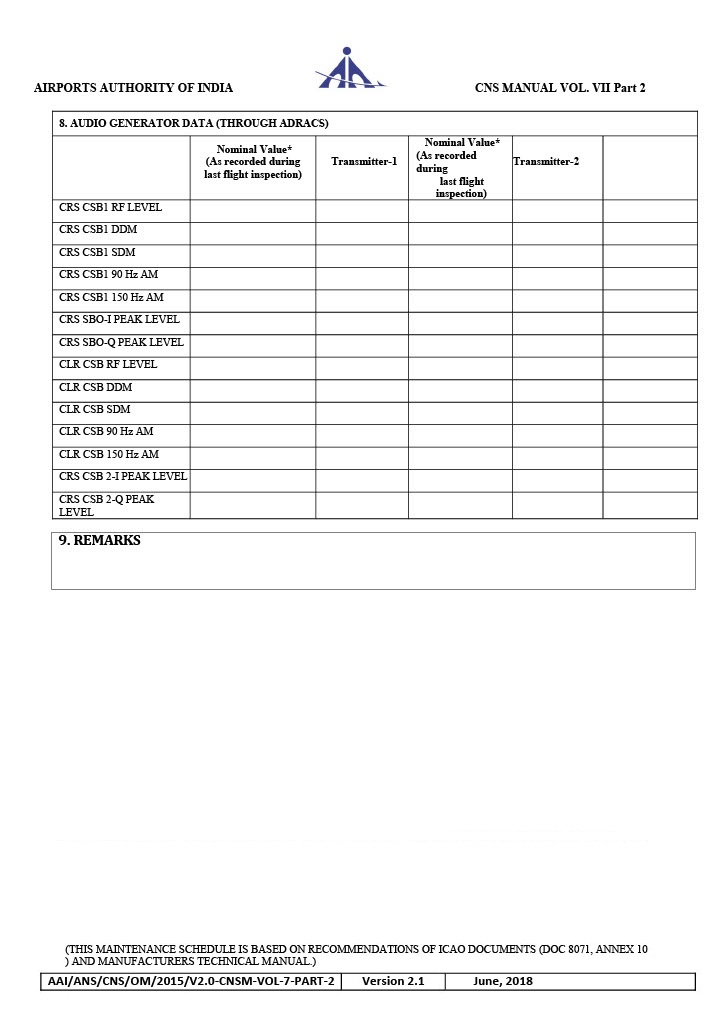 AIRPORTS AUTHORITY OF INDIA
CNS MANUAL VOL. VII Part 2
8. AUDIO GENERATOR DATA (THROUGH ADRACS)
Nominal Value*
(As recorded during
last flight inspection)
Transmitter-1
Nominal Value*
(As recorded
during
last flight
inspection)
Transmitter-2
CRS CSB1 RF LEVEL
CRS CSB1 DDM
CRS CSB1 SDM
CRS CSB1 90 Hz AM
CRS CSB1 150 Hz AM
CRS SBO-I PEAK LEVEL
CRS SBO-Q PEAK LEVEL
CLR CSB RF LEVEL
CLR CSB DDM
CLR CSB SDM
CLR CSB 90 Hz AM
CLR CSB 150 Hz AM
CRS CSB 2-I PEAK LEVEL
CRS CSB 2-Q PEAK
LEVEL
9. REMARKS
(THIS MAINTENANCE SCHEDULE IS BASED ON RECOMMENDATIONS OF ICAO DOCUMENTS (DOC 8071, ANNEX 10
) AND MANUFACTURERS TECHNICAL MANUAL.)
AAI/ANS/CNS/OM/2015/V2.0-CNSM-VOL-7-PART-2
Version 2.1
June, 2018